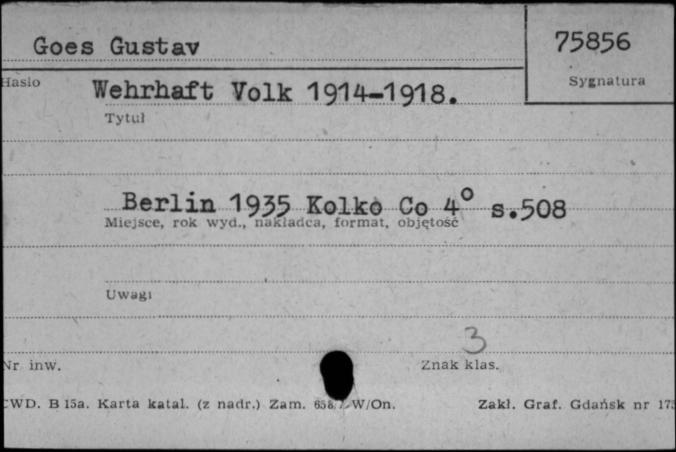 Goes Gustav
75856
Hasło
Sygnatura
Wehrhaft Volk 1914-1918.
Tytuł
Berlin 1935 Kolko Co 4° s.508
Miejsce, rok wyd., nakładca, format, objętość
Uwagi
3
Nr inw.
Znak klas.
CWD. B 15a. Karta katal. (z nadr.) Zam. W/On.
Zakł. Graf. Gdańsk nr 175